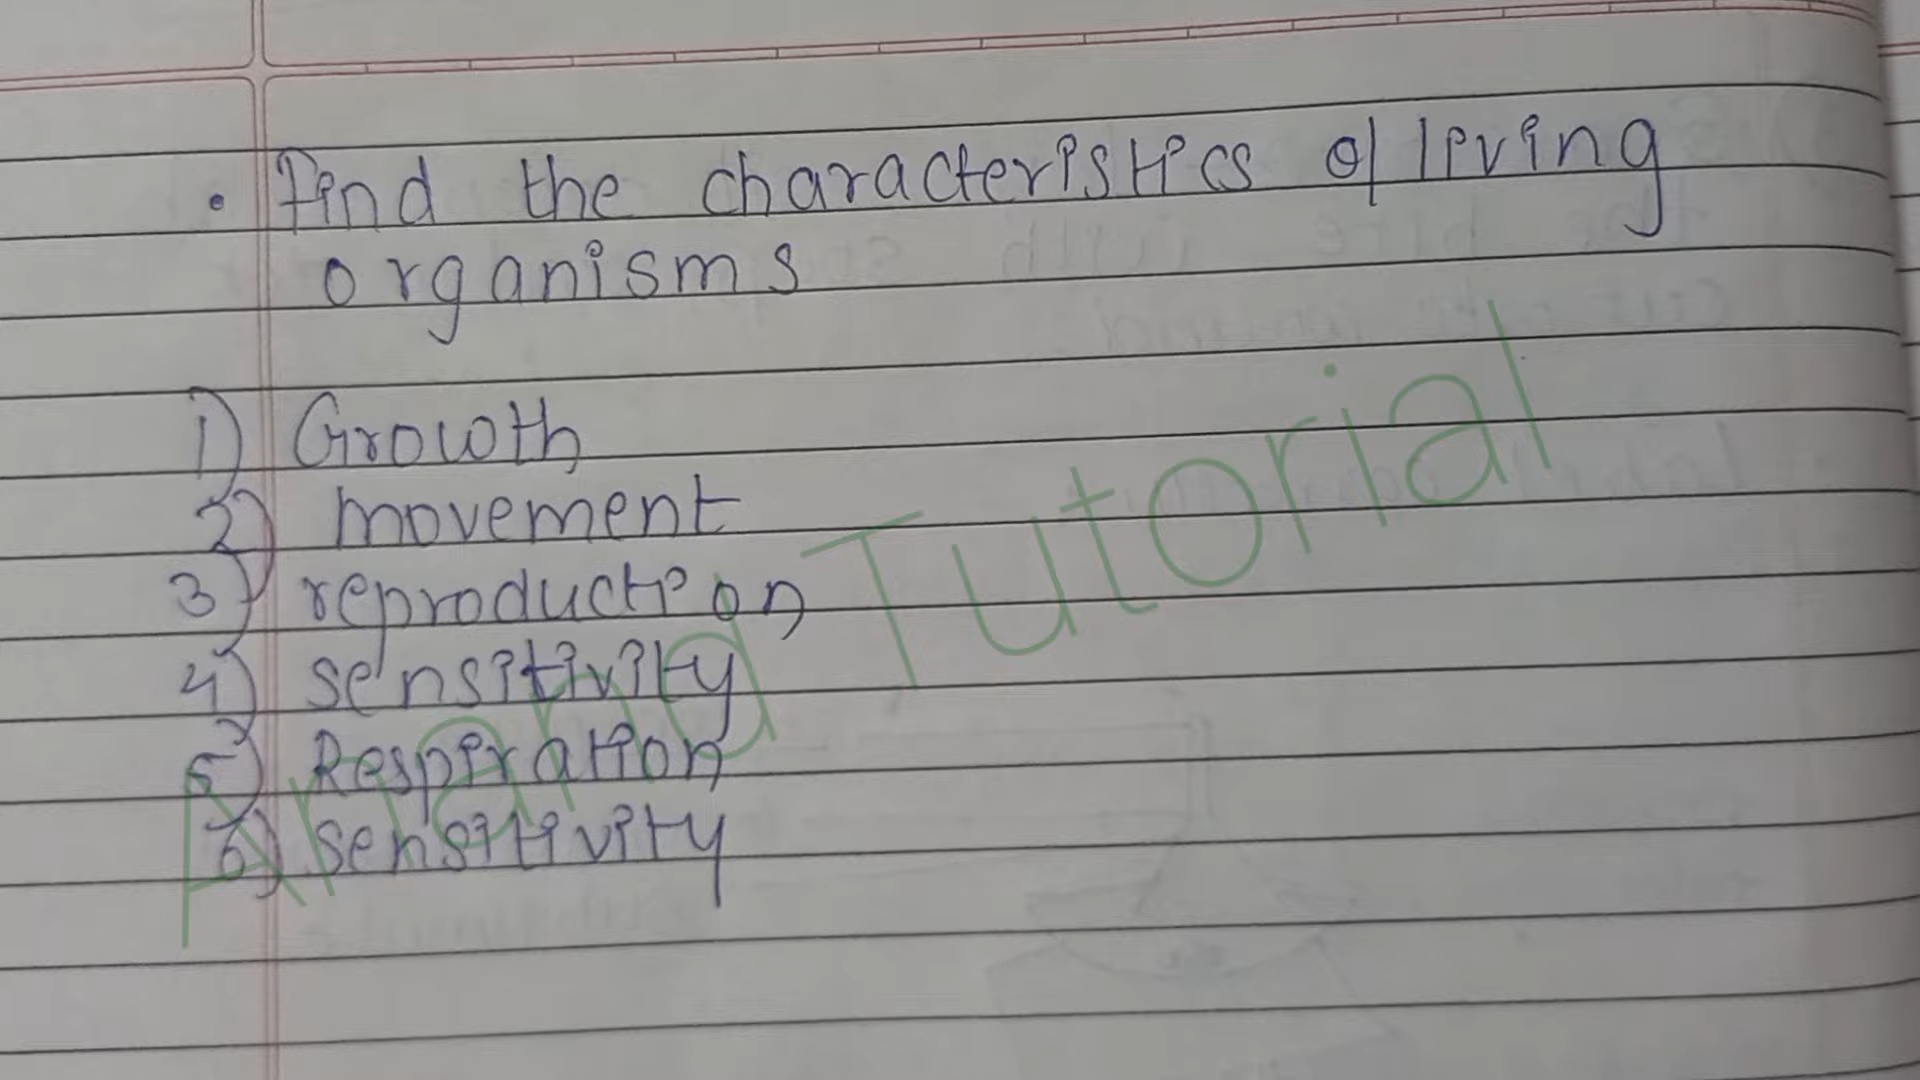 • Find the characteristics of living
organisms
1) Growth
2) movement
3) reproduction
4) sensitivity
5) Respiration
6) sensitivity
Anand Tutorial